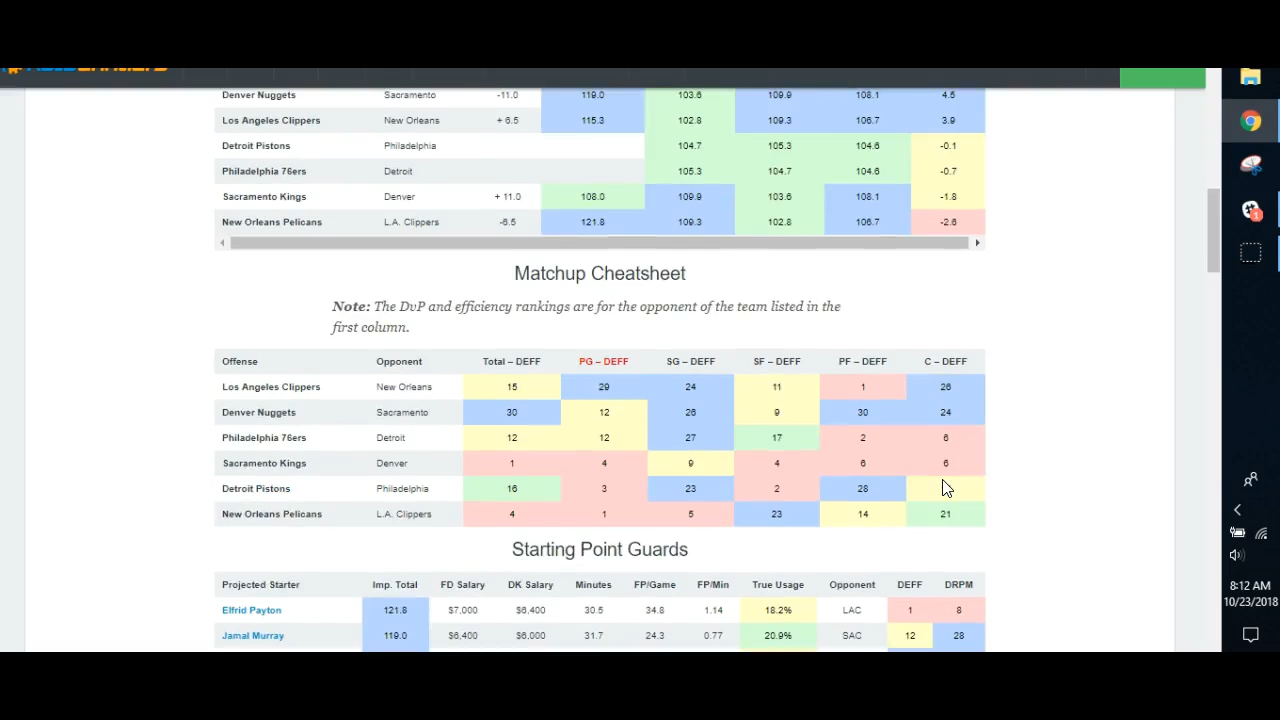 Denver Nuggets Sacramento -11.0 119.0 103.6 109.9 108.1 4.5
Los Angeles Clippers New Orleans + 6.5 115.3 102.8 109.3 106.7 3.9
Detroit Pistons Philadelphia 104.7 105.3 104.6 -0.1
Philadelphia 76ers Detroit 105.3 104.7 104.6 -0.7
Sacramento Kings Denver + 11.0 108.0 109.9 103.6 108.1 -1.8
New Orleans Pelicans L.A. Clippers -6.5 121.8 109.3 102.8 106.7 -2.6
Matchup Cheatsheet
Note: The DvP and efficiency rankings are for the opponent of the team listed in the
first column.
Offense Opponent Total – DEFF PG – DEFF SG – DEFF SF – DEFF PF – DEFF C – DEFF
Los Angeles Clippers New Orleans 15 29 24 11 1 26
Denver Nuggets Sacramento 30 12 26 9 30 24
Philadelphia 76ers Detroit 12 12 27 17 2 6
Sacramento Kings Denver 1 4 9 4 6 6
Detroit Pistons Philadelphia 16 3 23 2 28
New Orleans Pelicans L.A. Clippers 4 1 5 23 14 21
Starting Point Guards
Projected Starter Imp. Total FD Salary DK Salary Minutes FP/Game FP/Min True Usage Opponent DEFF DRPM
Elfrid Payton 121.8 $7,000 $6,400 30.5 34.8 1.14 18.2% LAC 1 8
Jamal Murray 119.0 $6,400 $6,000 31.7 24.3 0.77 20.9% SAC 12 28
1
8:12 AM
10/23/2018